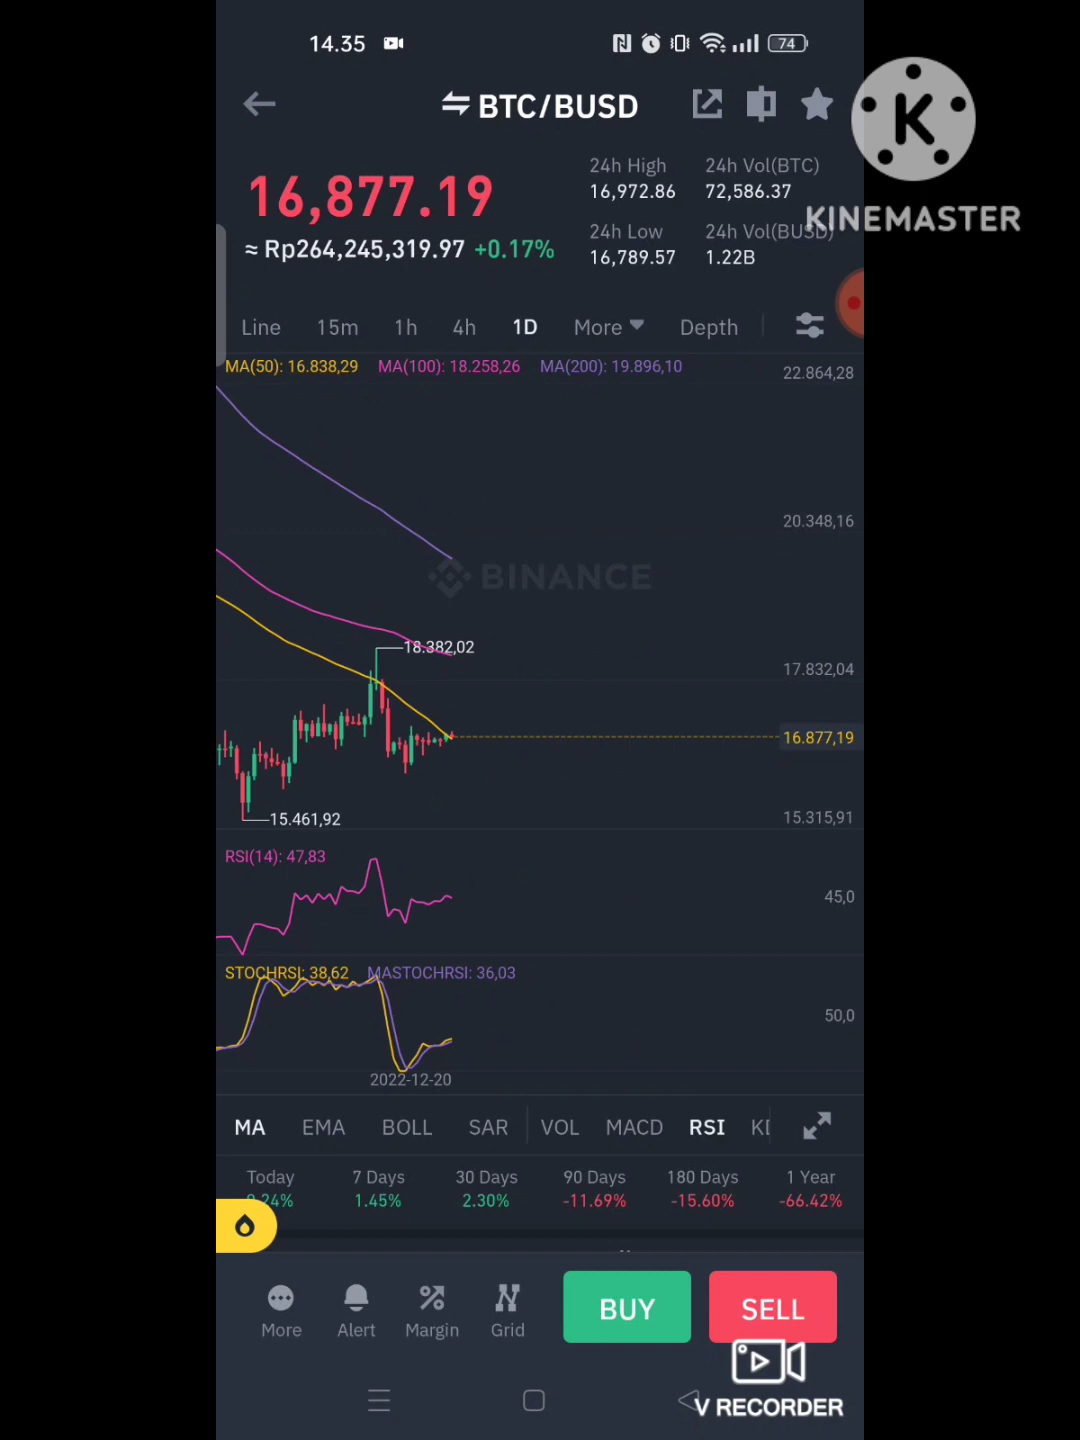 14.35
74
BTC/BUSD
K
KINEMASTER
16,877.19
≈ Rp264,245,319.97 +0.17%
24h High
16,972.86
24h Vol(BTC)
72,586.37
24h Low
16,789.57
24h Vol(BUSD)
1.22B
Line 15m 1h 4h 1D More Depth
MA(50): 16.838,29 MA(100): 18.258,26 MA(200): 19.896,10
22.864,28
20.348,16
BINANCE
18.382,02
17.832,04
16.877,19
15.461,92
15.315,91
RSI(14): 47,83
45,0
STOCHRSI: 38,62 MASTOCHRSI: 36,03
50,0
2022-12-20
MA EMA BOLL SAR VOL MACD RSI
Today 7 Days 30 Days 90 Days 180 Days 1 Year
1.45% 2.30% -11.69% -15.60% -66.42%
More Alert Margin Grid
BUY SELL
V RECORDER